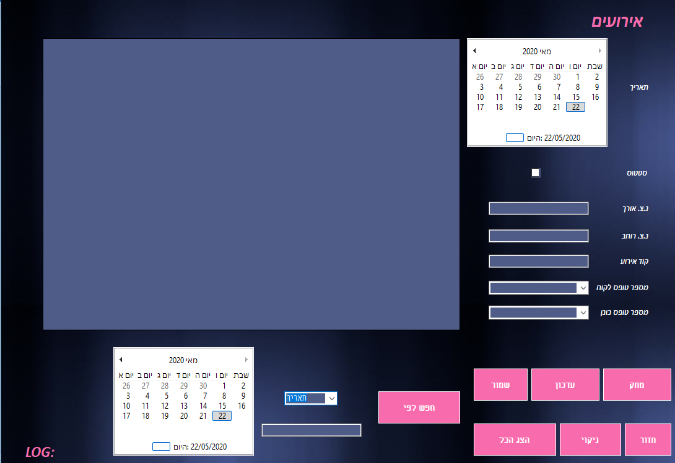 אירועים
מאי 2020
יום א יום ב יום ג יום ד יום ה יום ו שבת
26 27 28 29 30 1 2
3 4 5 6 7 8 9
10 11 12 13 14 15 16
17 18 19 20 21 22
היום: 22/05/2020
תאריך
סטטוס
נ.צ. אורך
נ.צ. רוחב
קוד אירוע
מספר טופס לקוח
מספר טופס כונן
מחק
עדכון
שמור
חזור
ניקוי
הצג הכל
חפש לפי
תאריך
מאי 2020
יום א יום ב יום ג יום ד יום ה יום ו שבת
26 27 28 29 30 1 2
3 4 5 6 7 8 9
10 11 12 13 14 15 16
17 18 19 20 21 22
היום: 22/05/2020
LOG: